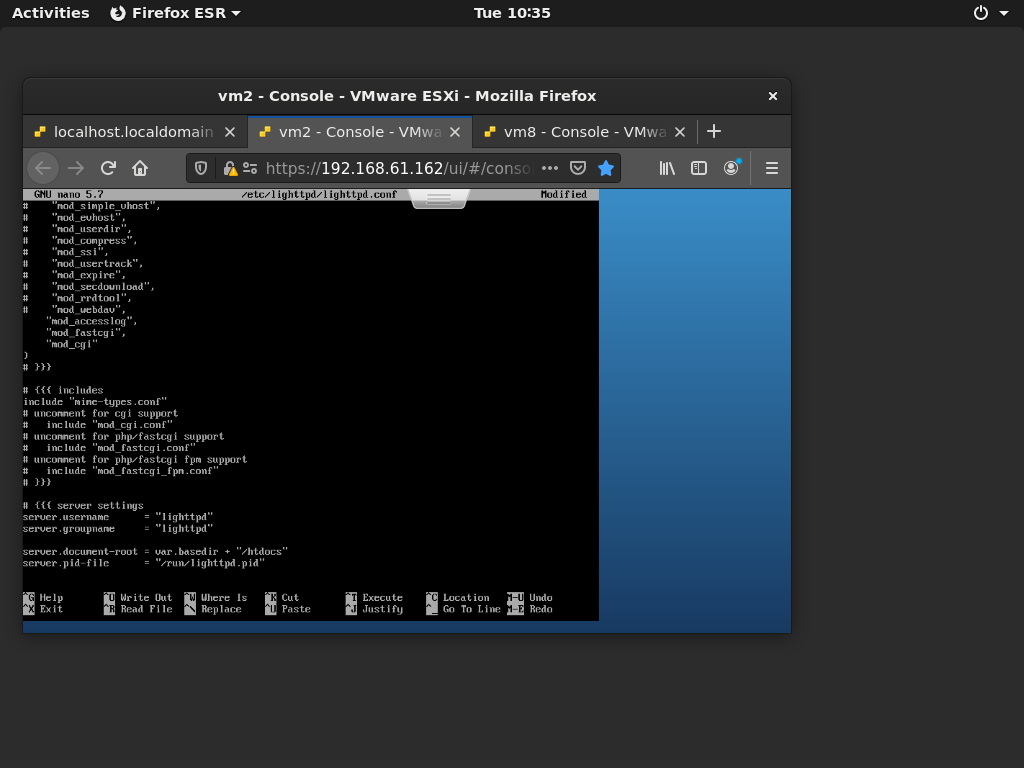 Activities Firefox ESR Tue 10:35
vm2 - Console - VMware ESXi - Mozilla Firefox
localhost.localdomain vm2 - Console - VMwa vm8 - Console - VMwa
https://192.168.61.162/ui/#/conso
GNU nano 5.7 /etc/lighttpd/lighttpd.conf Modified
# "mod_simple_vhost",
# "mod_evhost",
# "mod_userdir",
# "mod_compress",
# "mod_ssi",
# "mod_usertrack",
# "mod_expire",
# "mod_secdownload",
# "mod_rrdtool",
# "mod_webdav",
"mod_accesslog",
"mod_fastcgi",
"mod_cgi"
)
# }}}
# {{{ includes
include "mime-types.conf"
# uncomment for cgi support
# include "mod_cgi.conf"
# uncomment for php/fastcgi support
# include "mod_fastcgi.conf"
# uncomment for php/fastcgi fpm support
# include "mod_fastcgi_fpm.conf"
# }}}
# {{{ server settings
server.username = "lighttpd"
server.groupname = "lighttpd"
server.document-root = var.basedir + "/htdocs"
server.pid-file = "/run/lighttpd.pid"
^G Help ^O Write Out ^W Where Is ^K Cut ^T Execute ^C Location M-U Undo
^X Exit ^R Read File ^\ Replace ^U Paste ^J Justify ^_ Go To Line M-E Redo